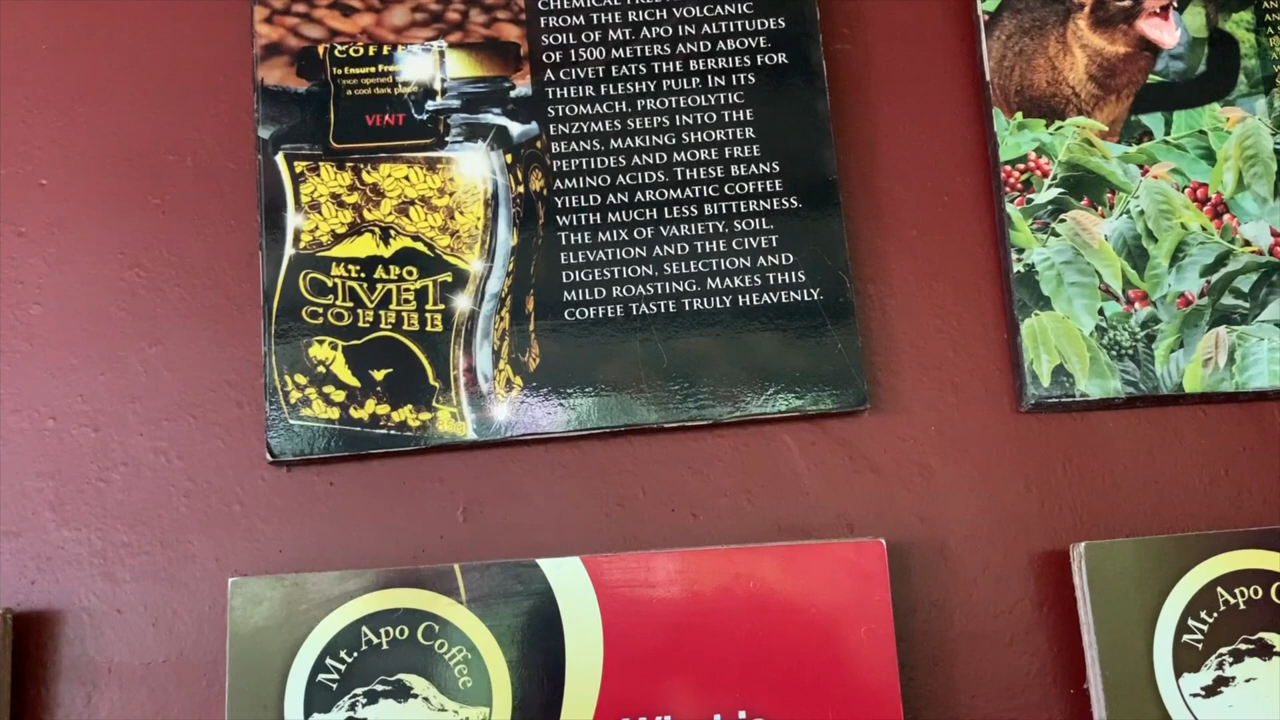 CHEMICAL FREE
FROM THE RICH VOLCANIC
SOIL OF MT. APO IN ALTITUDES
OF 1500 METERS AND ABOVE.
A CIVET EATS THE BERRIES FOR
THEIR FLESHY PULP. IN ITS
STOMACH, PROTEOLYTIC
ENZYMES SEEPS INTO THE
BEANS, MAKING SHORTER
PEPTIDES AND MORE FREE
AMINO ACIDS. THESE BEANS
YIELD AN AROMATIC COFFEE
WITH MUCH LESS BITTERNESS.
THE MIX OF VARIETY, SOIL,
ELEVATION AND THE CIVET
DIGESTION, SELECTION AND
MILD ROASTING. MAKES THIS
COFFEE TASTE TRULY HEAVENLY.
COFFEE
To Ensure
once opened
a cool dark place
VENT
MT. APO
CIVET
COFFEE
35g
Mt. Apo Coffee
What is
Mt. Apo